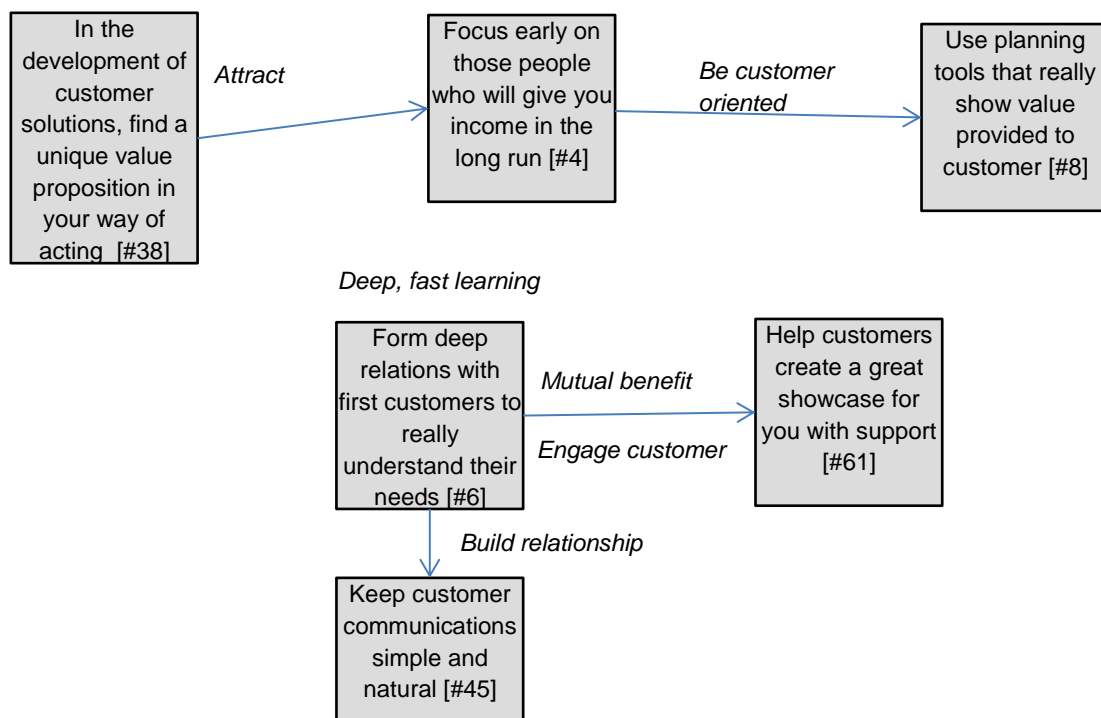 In the
development of
customer
solutions, find a
unique value
proposition in
your way of
acting [#38]
Attract
Focus early on
those people
who will give you
income in the
long run [#4]
Be customer
oriented
Use planning
tools that really
show value
provided to
customer [#8]
Deep, fast learning
Form deep
relations with
first customers to
really
understand their
needs [#6]
Mutual benefit
Engage customer
Help customers
create a great
showcase for
you with support
[#61]
Build relationship
Keep customer
communications
simple and
natural [#45]